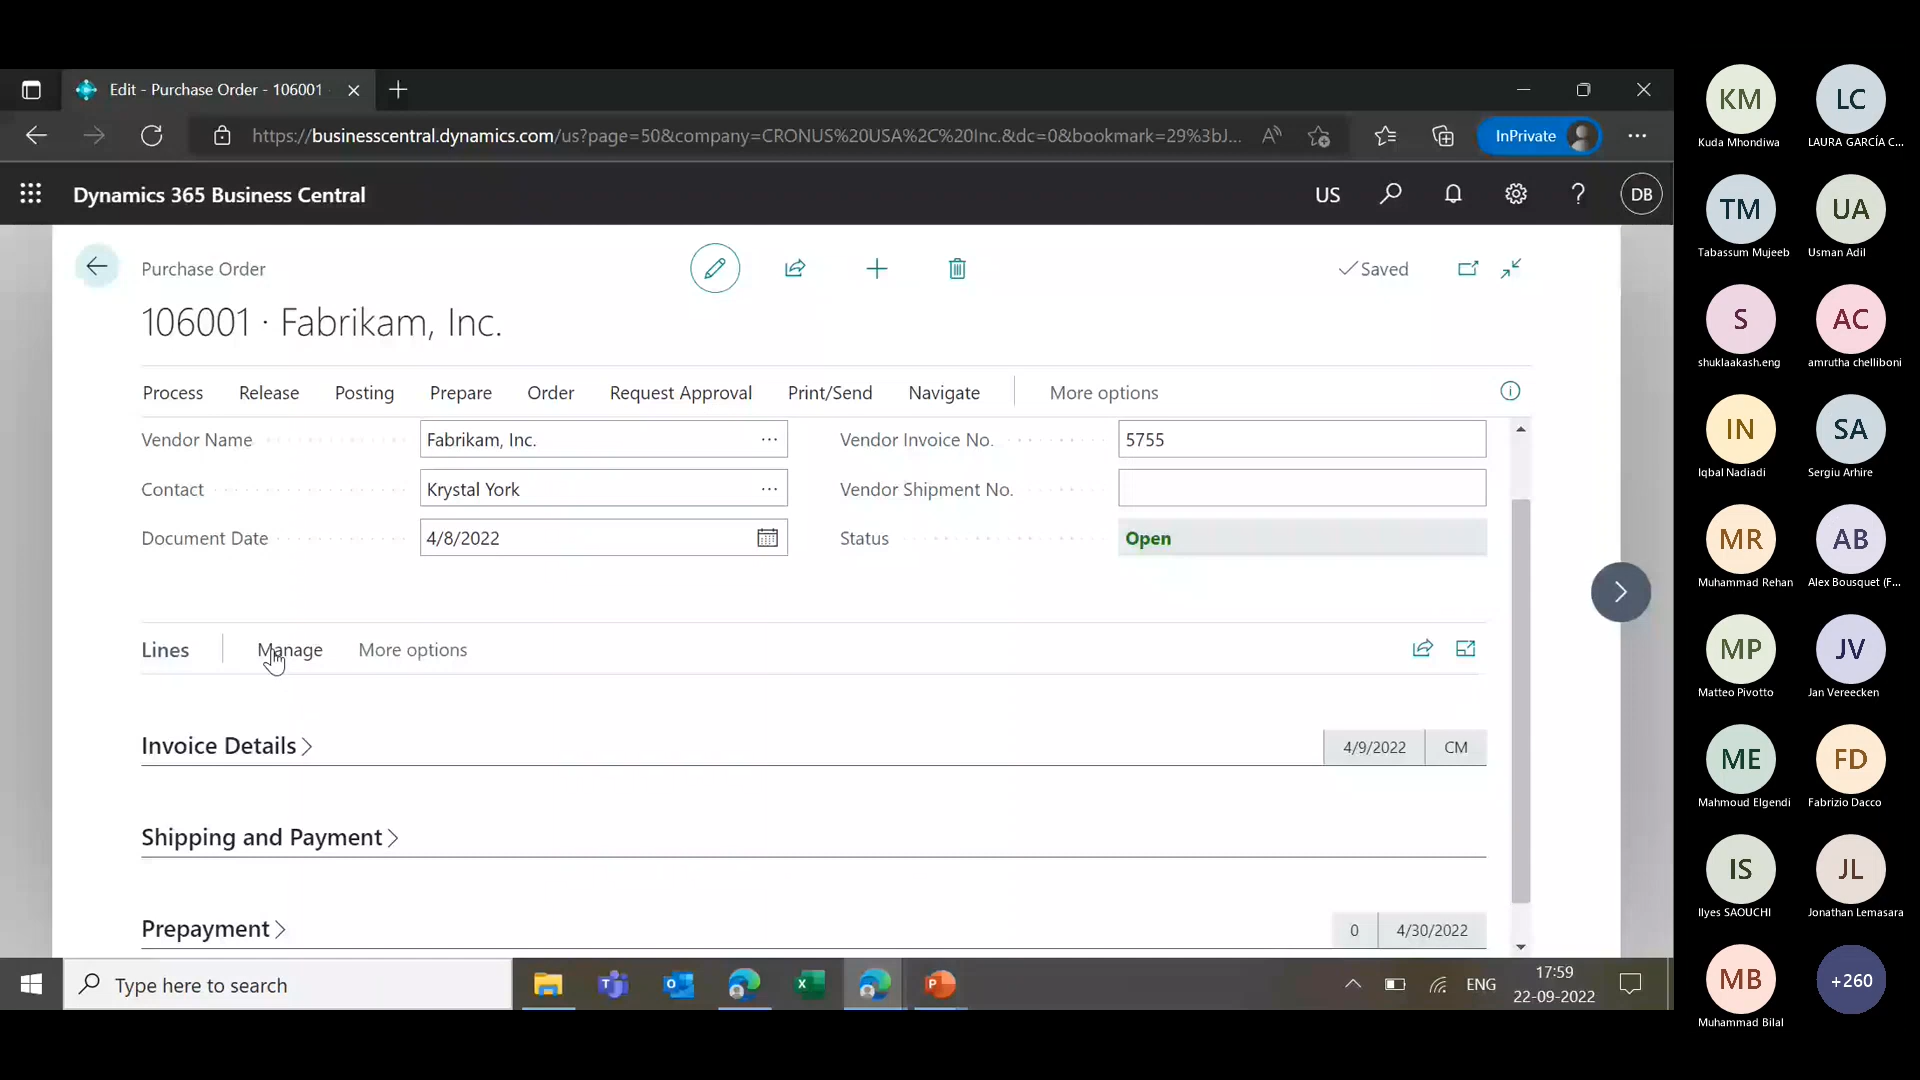 Edit - Purchase Order - 106001
https://businesscentral.dynamics.com/us?page=50&company=CRONUS%20USA%2C%20Inc.&dc=0&bookmark=29%3bJ...
InPrivate
Dynamics 365 Business Central
US
DB
Purchase Order
Saved
106001 · Fabrikam, Inc.
Process Release Posting Prepare Order Request Approval Print/Send Navigate More options
Vendor Name Fabrikam, Inc. Vendor Invoice No. 5755
Contact Krystal York Vendor Shipment No.
Document Date 4/8/2022 Status Open
Lines Manage More options
Invoice Details 4/9/2022 CM
Shipping and Payment
Prepayment 0 4/30/2022
Type here to search
ENG
17:59
22-09-2022
KM LC
Kuda Mhondiwa LAURA GARCÍA C...
TM UA
Tabassum Mujeeb Usman Adil
S AC
shuklaakash.eng amrutha chelliboni
IN SA
Iqbal Nadiadi Sergiu Arhire
MR AB
Muhammad Rehan Alex Bousquet (F...
MP JV
Matteo Pivotto Jan Vereecken
ME FD
Mahmoud Elgendi Fabrizio Dacco
IS JL
Ilyes SAOUCHI Jonathan Lemasara
MB +260
Muhammad Bilal